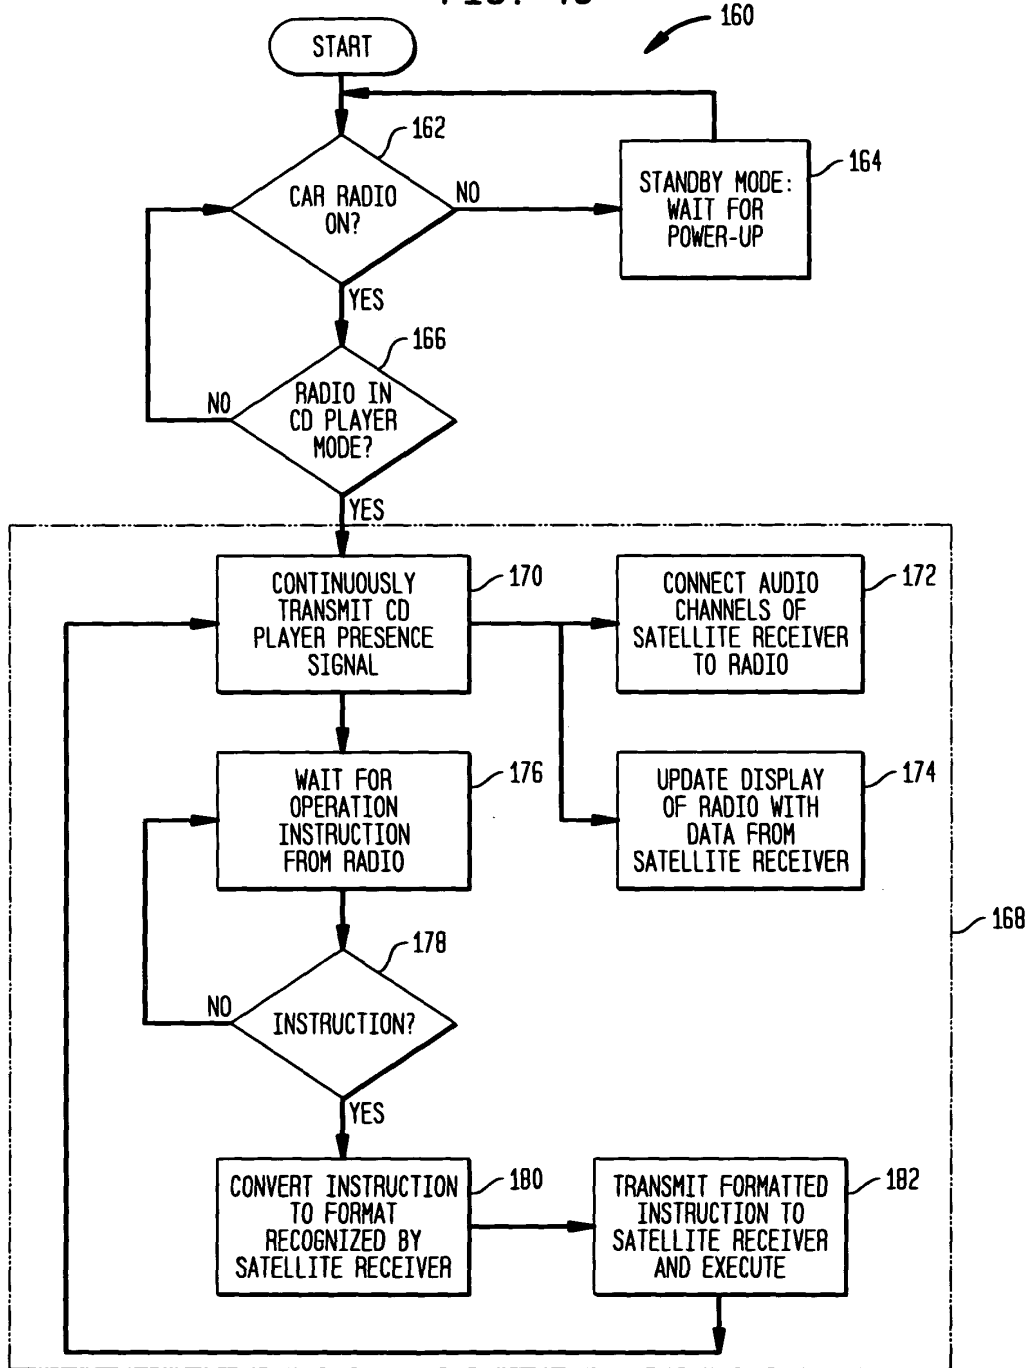 160
START
162
CAR RADIO
ON?
NO
164
STANDBY MODE:
WAIT FOR
POWER-UP
YES
166
RADIO IN
CD PLAYER
MODE?
NO
YES
170
CONTINUOUSLY
TRANSMIT CD
PLAYER PRESENCE
SIGNAL
172
CONNECT AUDIO
CHANNELS OF
SATELLITE RECEIVER
TO RADIO
176
WAIT FOR
OPERATION
INSTRUCTION
FROM RADIO
174
UPDATE DISPLAY
OF RADIO WITH
DATA FROM
SATELLITE RECEIVER
168
178
INSTRUCTION?
NO
YES
180
CONVERT INSTRUCTION
TO FORMAT
RECOGNIZED BY
SATELLITE RECEIVER
182
TRANSMIT FORMATTED
INSTRUCTION TO
SATELLITE RECEIVER
AND EXECUTE